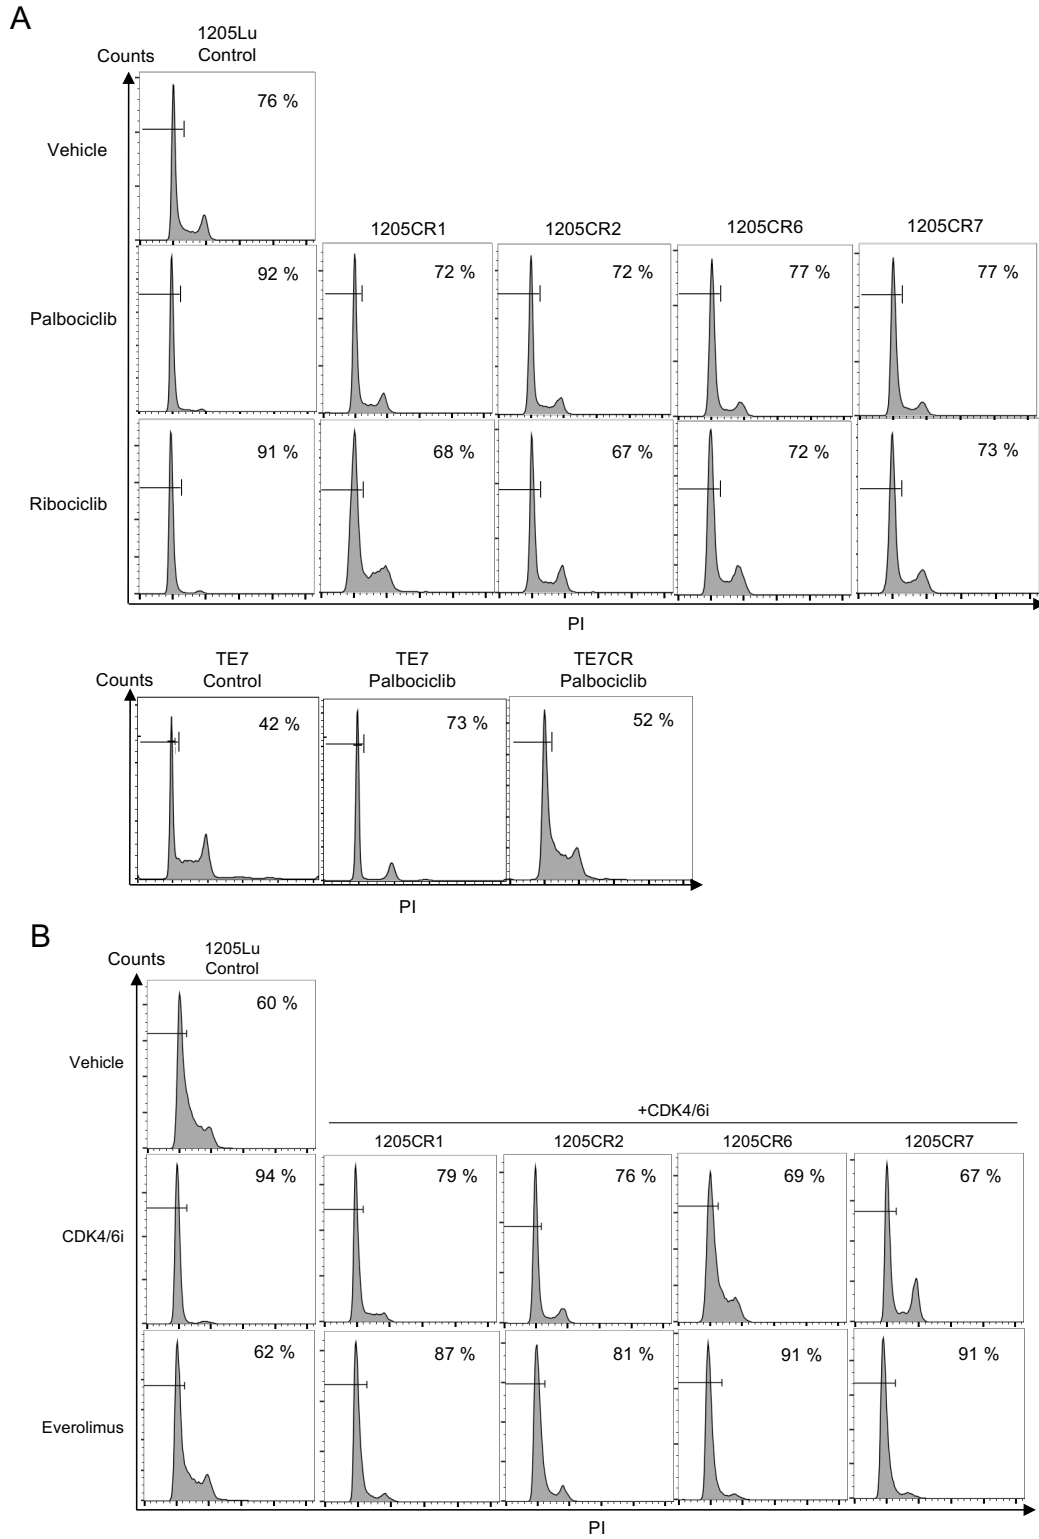 A
1205Lu
Control
Counts
76 %
Vehicle
1205CR1
1205CR2
1205CR6
1205CR7
92 %
72 %
72 %
77 %
77 %
Palbociclib
91 %
68 %
67 %
72 %
73 %
Ribociclib
PI
TE7
Control
TE7
Palbociclib
TE7CR
Palbociclib
Counts
42 %
73 %
52 %
PI
B
1205Lu
Control
Counts
60 %
Vehicle
+CDK4/6i
1205CR1
1205CR2
1205CR6
1205CR7
94 %
79 %
76 %
69 %
67 %
CDK4/6i
62 %
87 %
81 %
91 %
91 %
Everolimus
PI